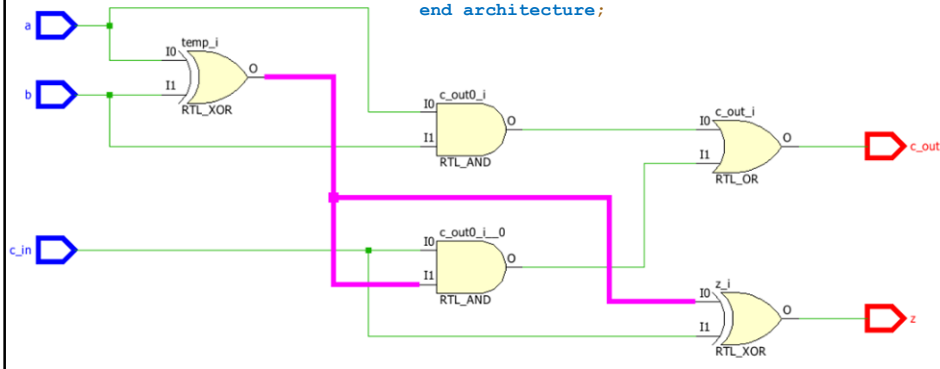 end architecture;
a
temp_i
I0
O
b
I1
RTL_XOR
c_out0_i
I0
O
I1
RTL_AND
c_out_i
I0
O
c_out
I1
RTL_OR
c_in
c_out0_i__0
I0
O
I1
RTL_AND
z_i
I0
O
z
I1
RTL_XOR